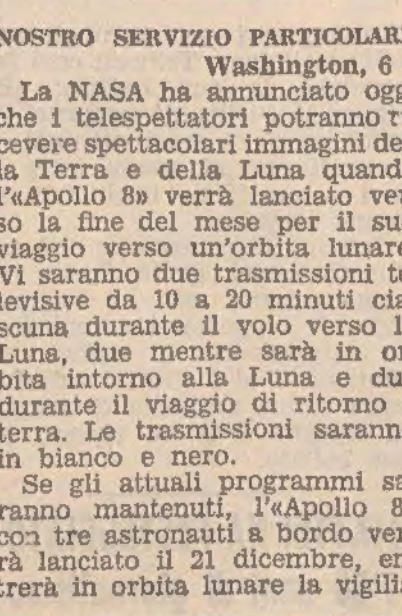 NOSTRO SERVIZIO PARTICOLARE
Washington, 6
La NASA ha annunciato ogg
che i telespettatori potranno r
cevere spettacolari immagini de
la Terra e della Luna quand
l'«Apollo 8» verrà lanciato ver
so la fine del mese per il su
viaggio verso un'orbita lunare
Vi saranno due trasmissioni te
levisive da 10 a 20 minuti cia
scuna durante il volo verso l
Luna, due mentre sarà in or
bita intorno alla Luna e du
durante il viaggio di ritorno
terra. Le trasmissioni sarann
in bianco e nero.
Se gli attuali programmi sa
ranno mantenuti, l'«Apollo 8
con tre astronauti a bordo ver
rà lanciato il 21 dicembre, en
trerà in orbita lunare la vigilia